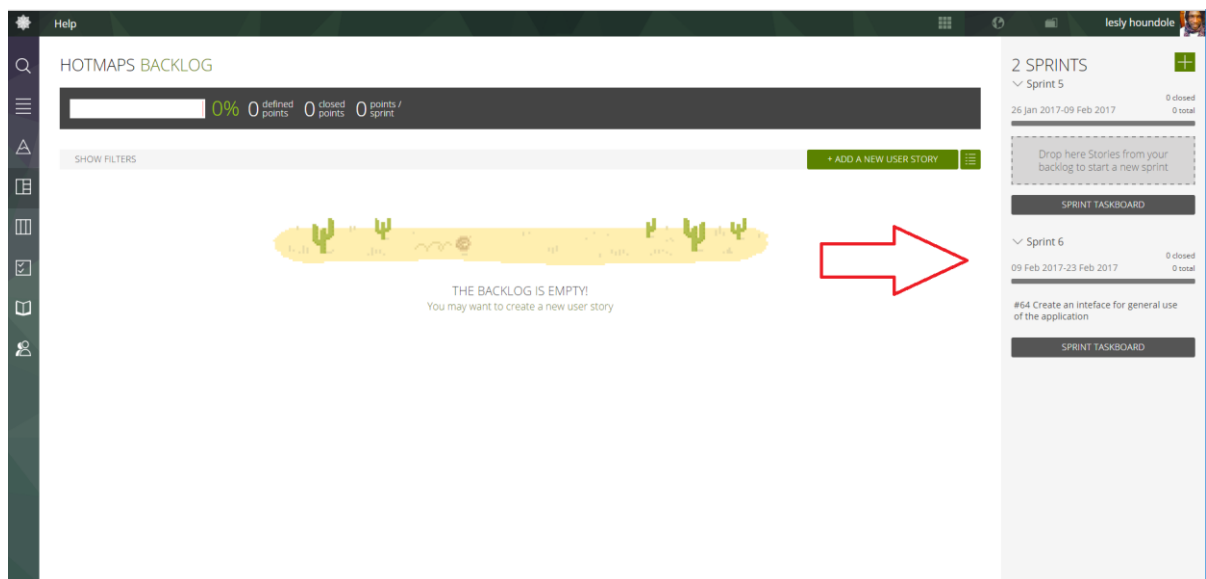 Help
lesly houndole
HOTMAPS BACKLOG
0% 0 defined points 0 closed points 0 points / sprint
SHOW FILTERS
+ ADD A NEW USER STORY
THE BACKLOG IS EMPTY!
You may want to create a new user story
2 SPRINTS
Sprint 5
0 closed
26 Jan 2017-09 Feb 2017
0 total
Drop here Stories from your
backlog to start a new sprint
SPRINT TASKBOARD
Sprint 6
0 closed
09 Feb 2017-23 Feb 2017
0 total
#64 Create an inteface for general use
of the application
SPRINT TASKBOARD